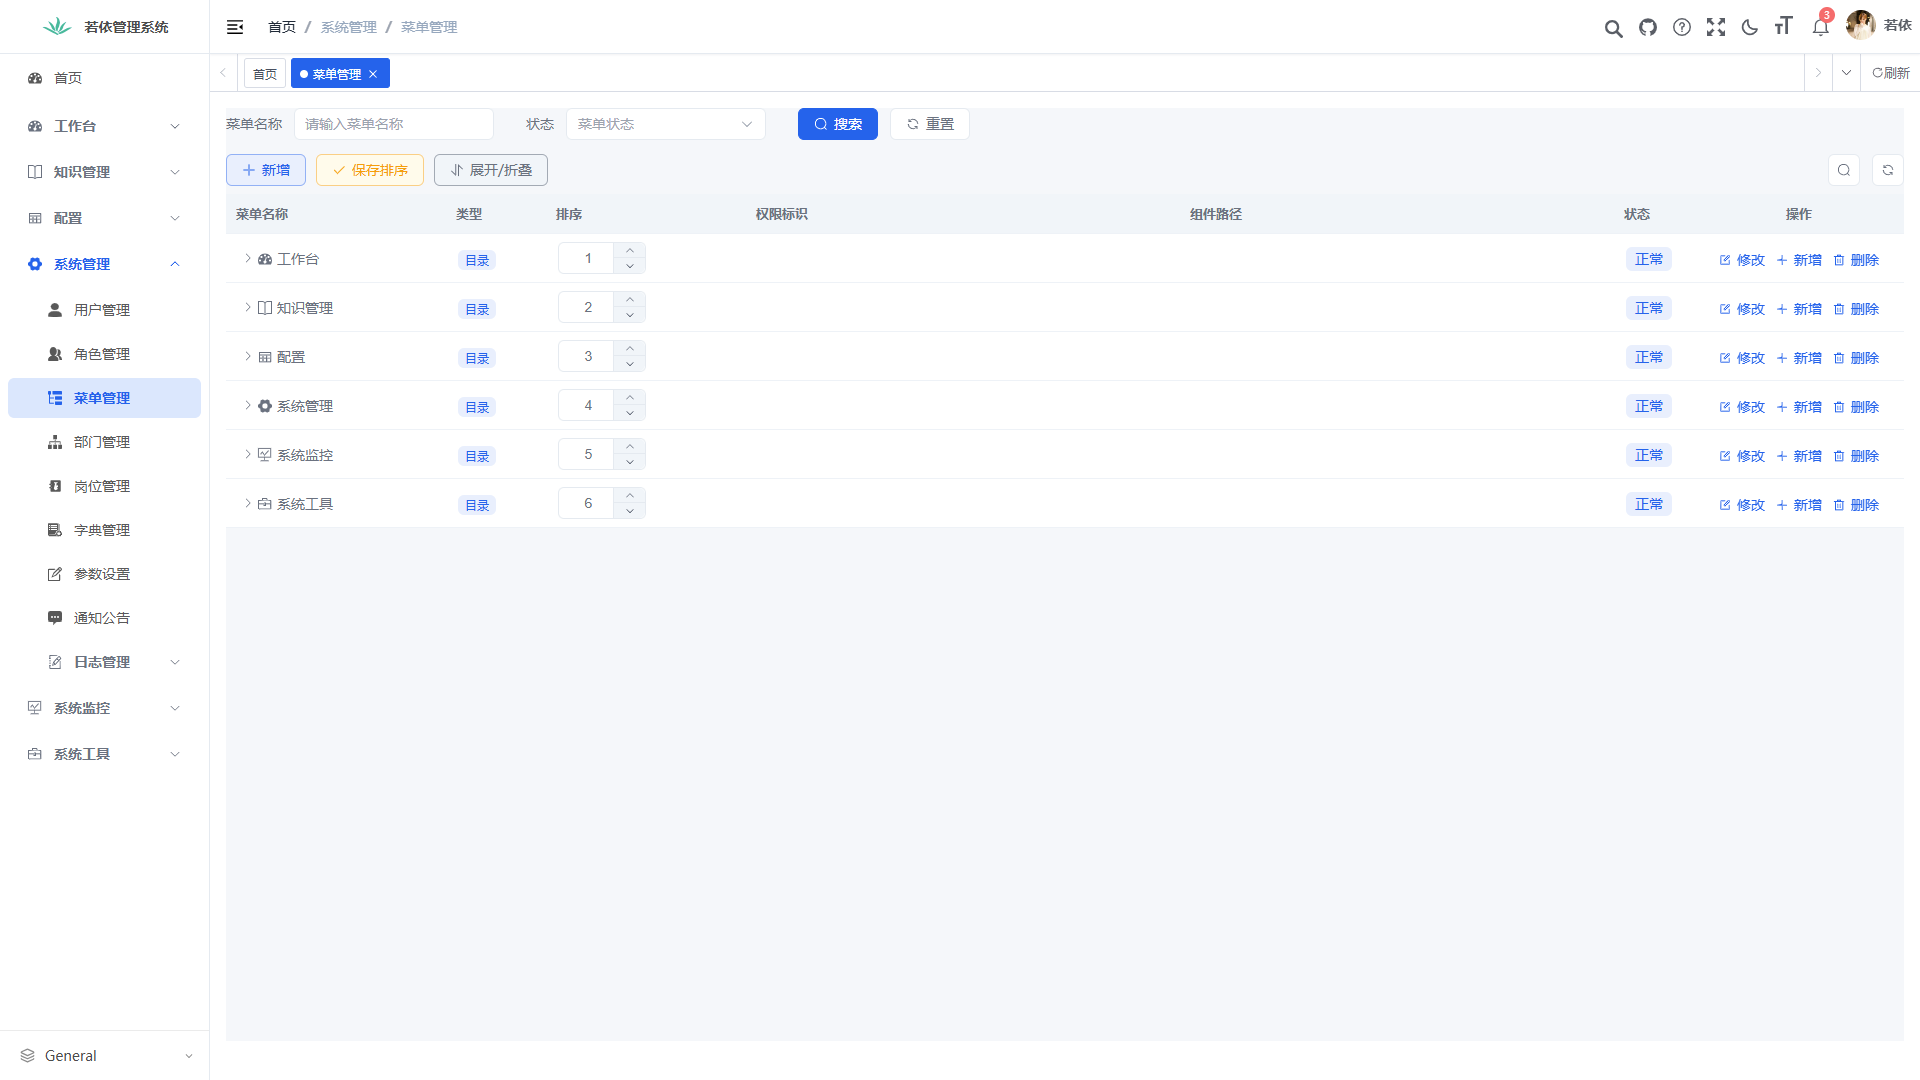 若依管理系统
首页 / 系统管理 / 菜单管理
3
若依
首页
菜单管理
刷新
首页
工作台
知识管理
配置
系统管理
用户管理
角色管理
菜单管理
部门管理
岗位管理
字典管理
参数设置
通知公告
日志管理
系统监控
系统工具
General
菜单名称 请输入菜单名称 状态 菜单状态 搜索 重置
新增 保存排序 展开/折叠
菜单名称 类型 排序 权限标识 组件路径 状态 操作
工作台 目录 1 正常 修改 新增 删除
知识管理 目录 2 正常 修改 新增 删除
配置 目录 3 正常 修改 新增 删除
系统管理 目录 4 正常 修改 新增 删除
系统监控 目录 5 正常 修改 新增 删除
系统工具 目录 6 正常 修改 新增 删除